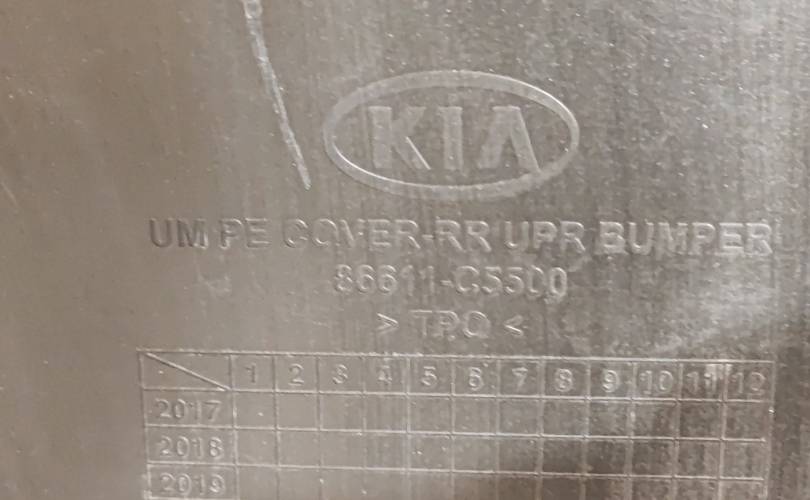 KIA
UM PE COVER-RR UPR BUMPER
86611-C5500
> TPO <
1 2 3 4 5 6 7 8 9 10 11 12
2017
2018
2019